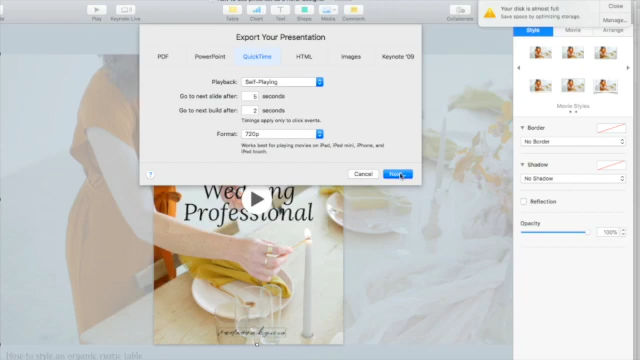 Play
Keynote Live
Table
Chart
Text
Shapes
Media
Comment
Collaborate
Your disk is almost full
Save space by optimizing storage.
Close
Manage...
Export Your Presentation
PDF
PowerPoint
QuickTime
HTML
Images
Keynote '09
Playback: Self-Playing
Go to next slide after: 5 seconds
Go to next build after: 2 seconds
Timings apply only to click events.
Format: 720p
Works best for playing movies on iPad, iPad mini, iPhone, and
iPod touch.
?
Cancel
Next...
Style
Movie
Arrange
Movie Styles
Border
No Border
Shadow
No Shadow
Reflection
Opacity
100%
Wedding
Professional
How to style an organic rustic table